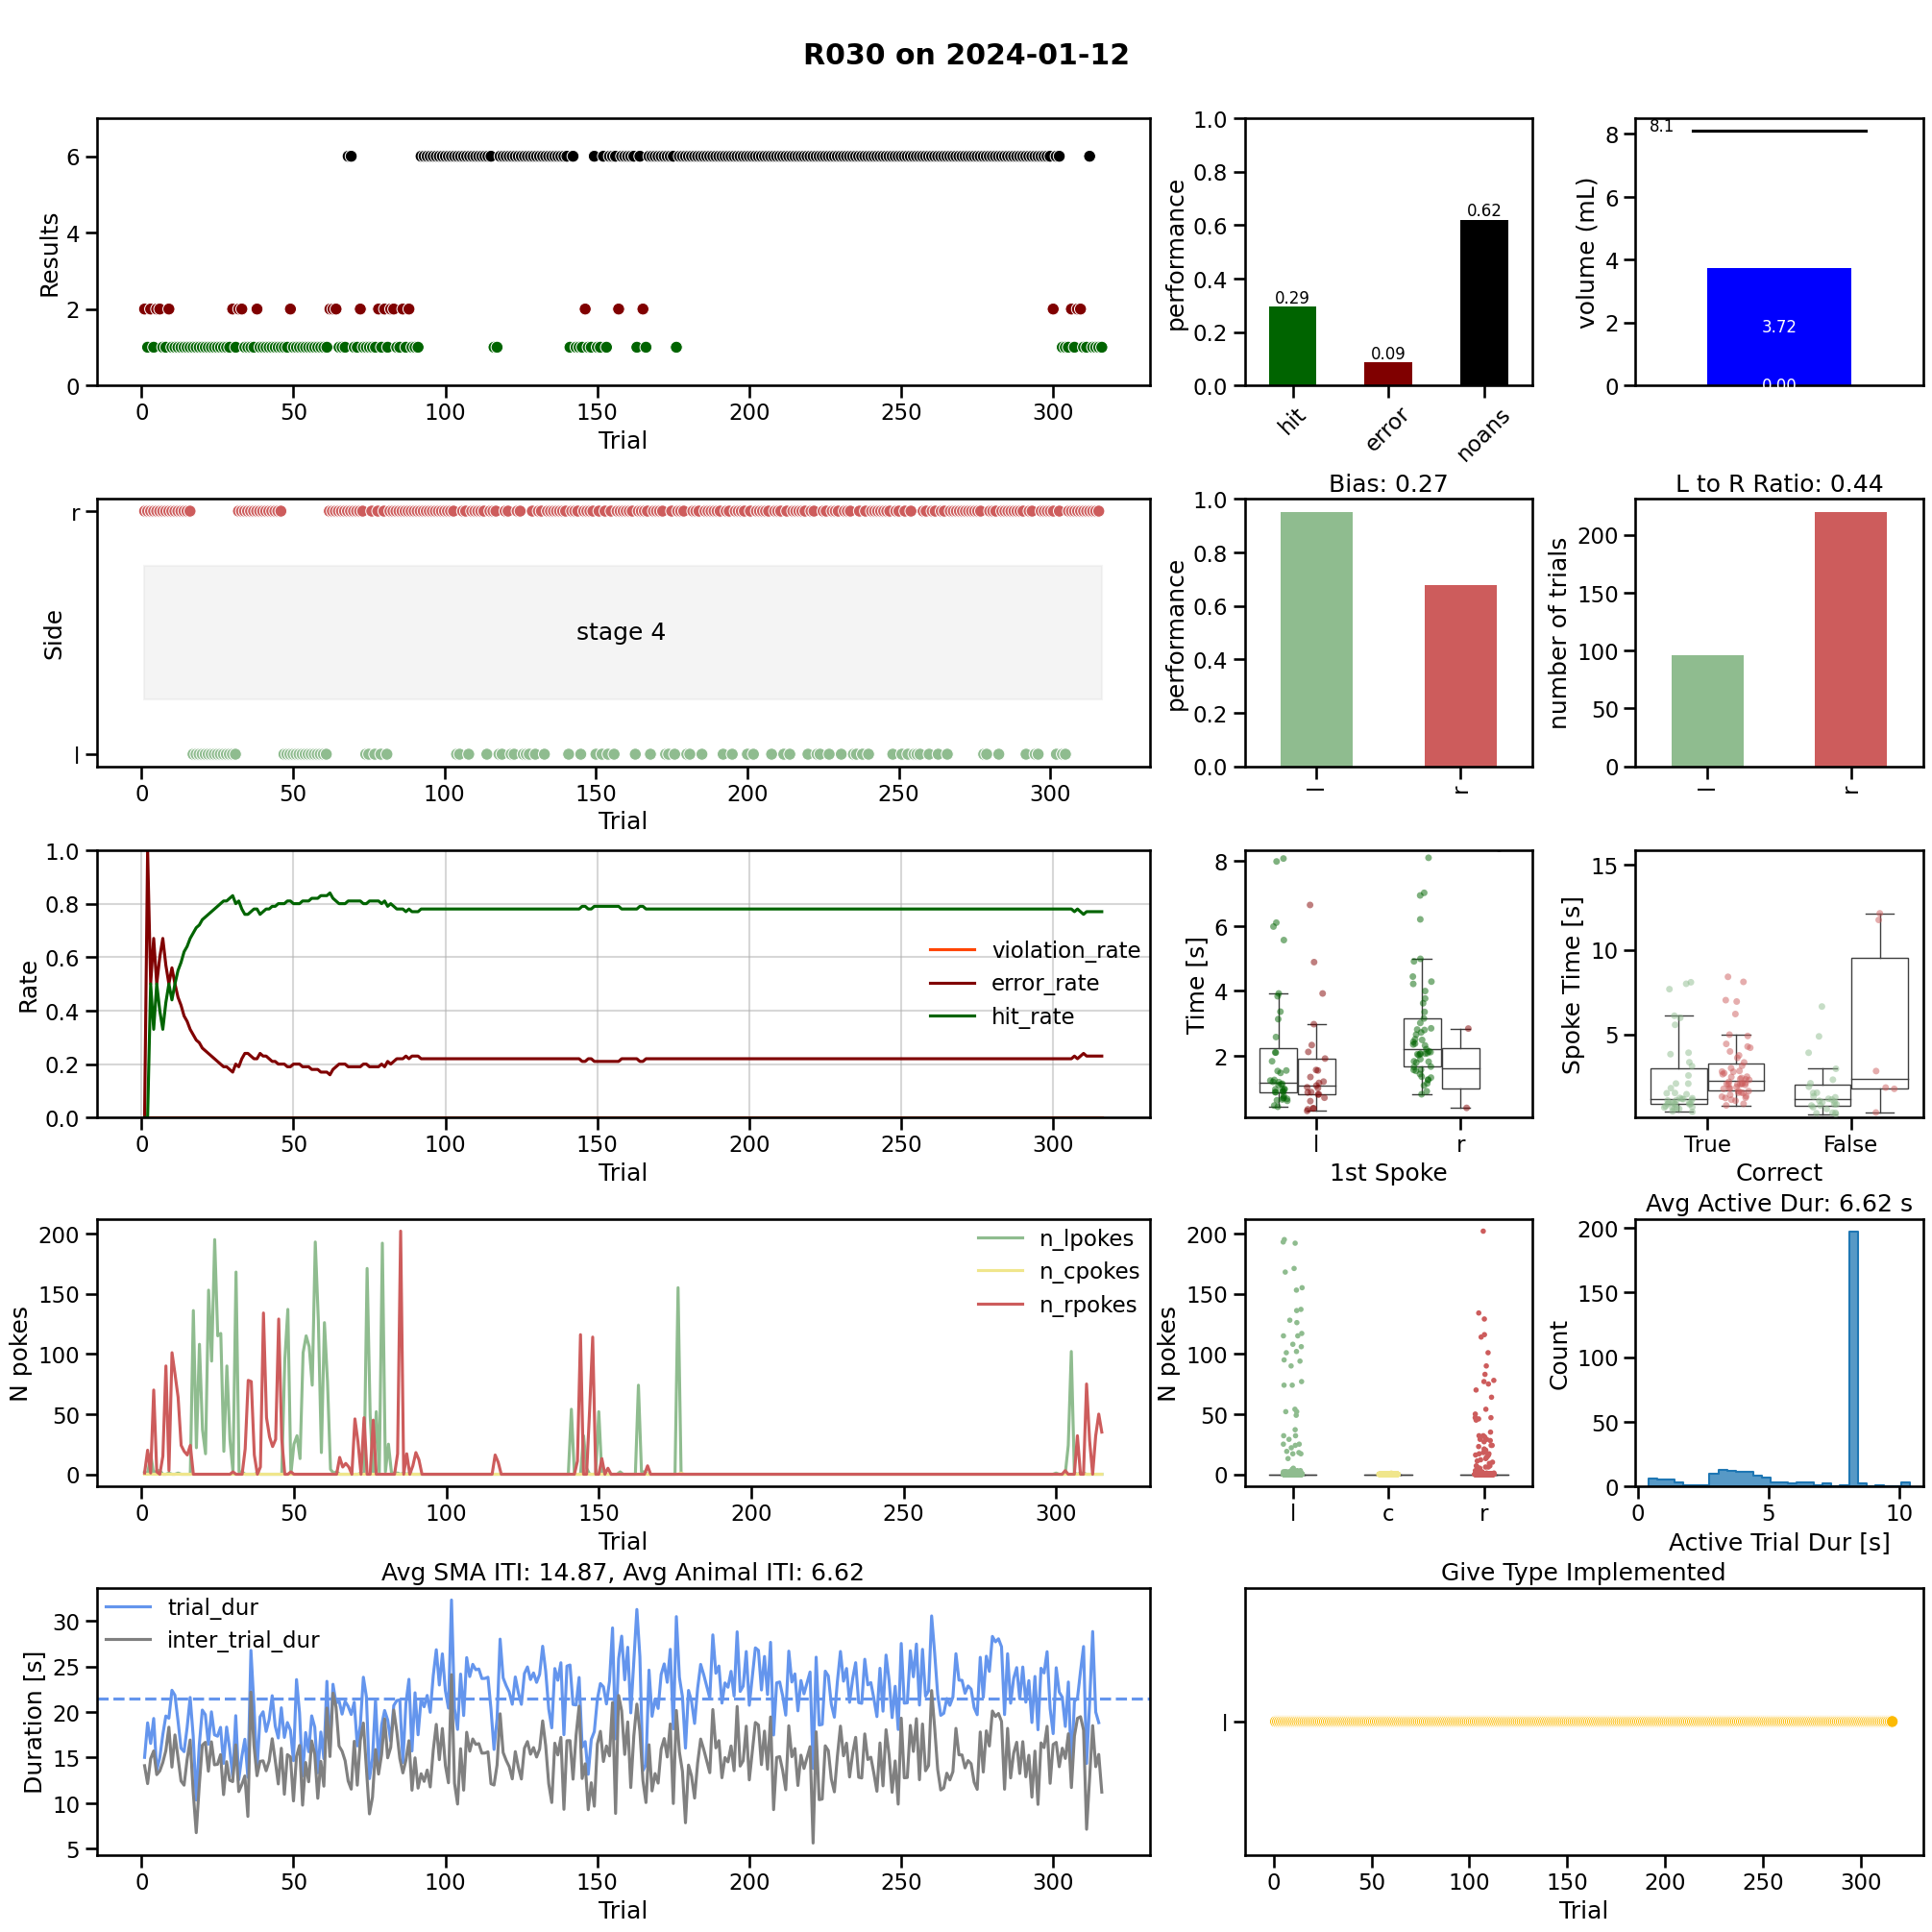 R030 on 2024-01-12
Results
6
4
2
0
0 50 100 150 200 250 300
Trial
performance
1.0
0.8
0.6
0.4
0.2
0.0
0.29
0.09
0.62
hit error noans
volume (mL)
8
6
4
2
0
8.1
3.72
0.00
Side
r
l
stage 4
0 50 100 150 200 250 300
Trial
Bias: 0.27
performance
1.0
0.8
0.6
0.4
0.2
0.0
l r
L to R Ratio: 0.44
number of trials
200
150
100
50
0
l r
Rate
1.0
0.8
0.6
0.4
0.2
0.0
violation_rate
error_rate
hit_rate
0 50 100 150 200 250 300
Trial
Time [s]
8
6
4
2
l r
1st Spoke
Spoke Time [s]
15
10
5
True False
Correct
N pokes
200
150
100
50
0
n_lpokes
n_cpokes
n_rpokes
0 50 100 150 200 250 300
Trial
N pokes
200
150
100
50
0
l c r
Avg Active Dur: 6.62 s
Count
200
100
50
0
0 5 10
Active Trial Dur [s]
Avg SMA ITI: 14.87, Avg Animal ITI: 6.62
Duration [s]
30
25
20
15
10
5
trial_dur
inter_trial_dur
0 50 100 150 200 250 300
Trial
Give Type Implemented
l
0 50 100 150 200 250 300
Trial